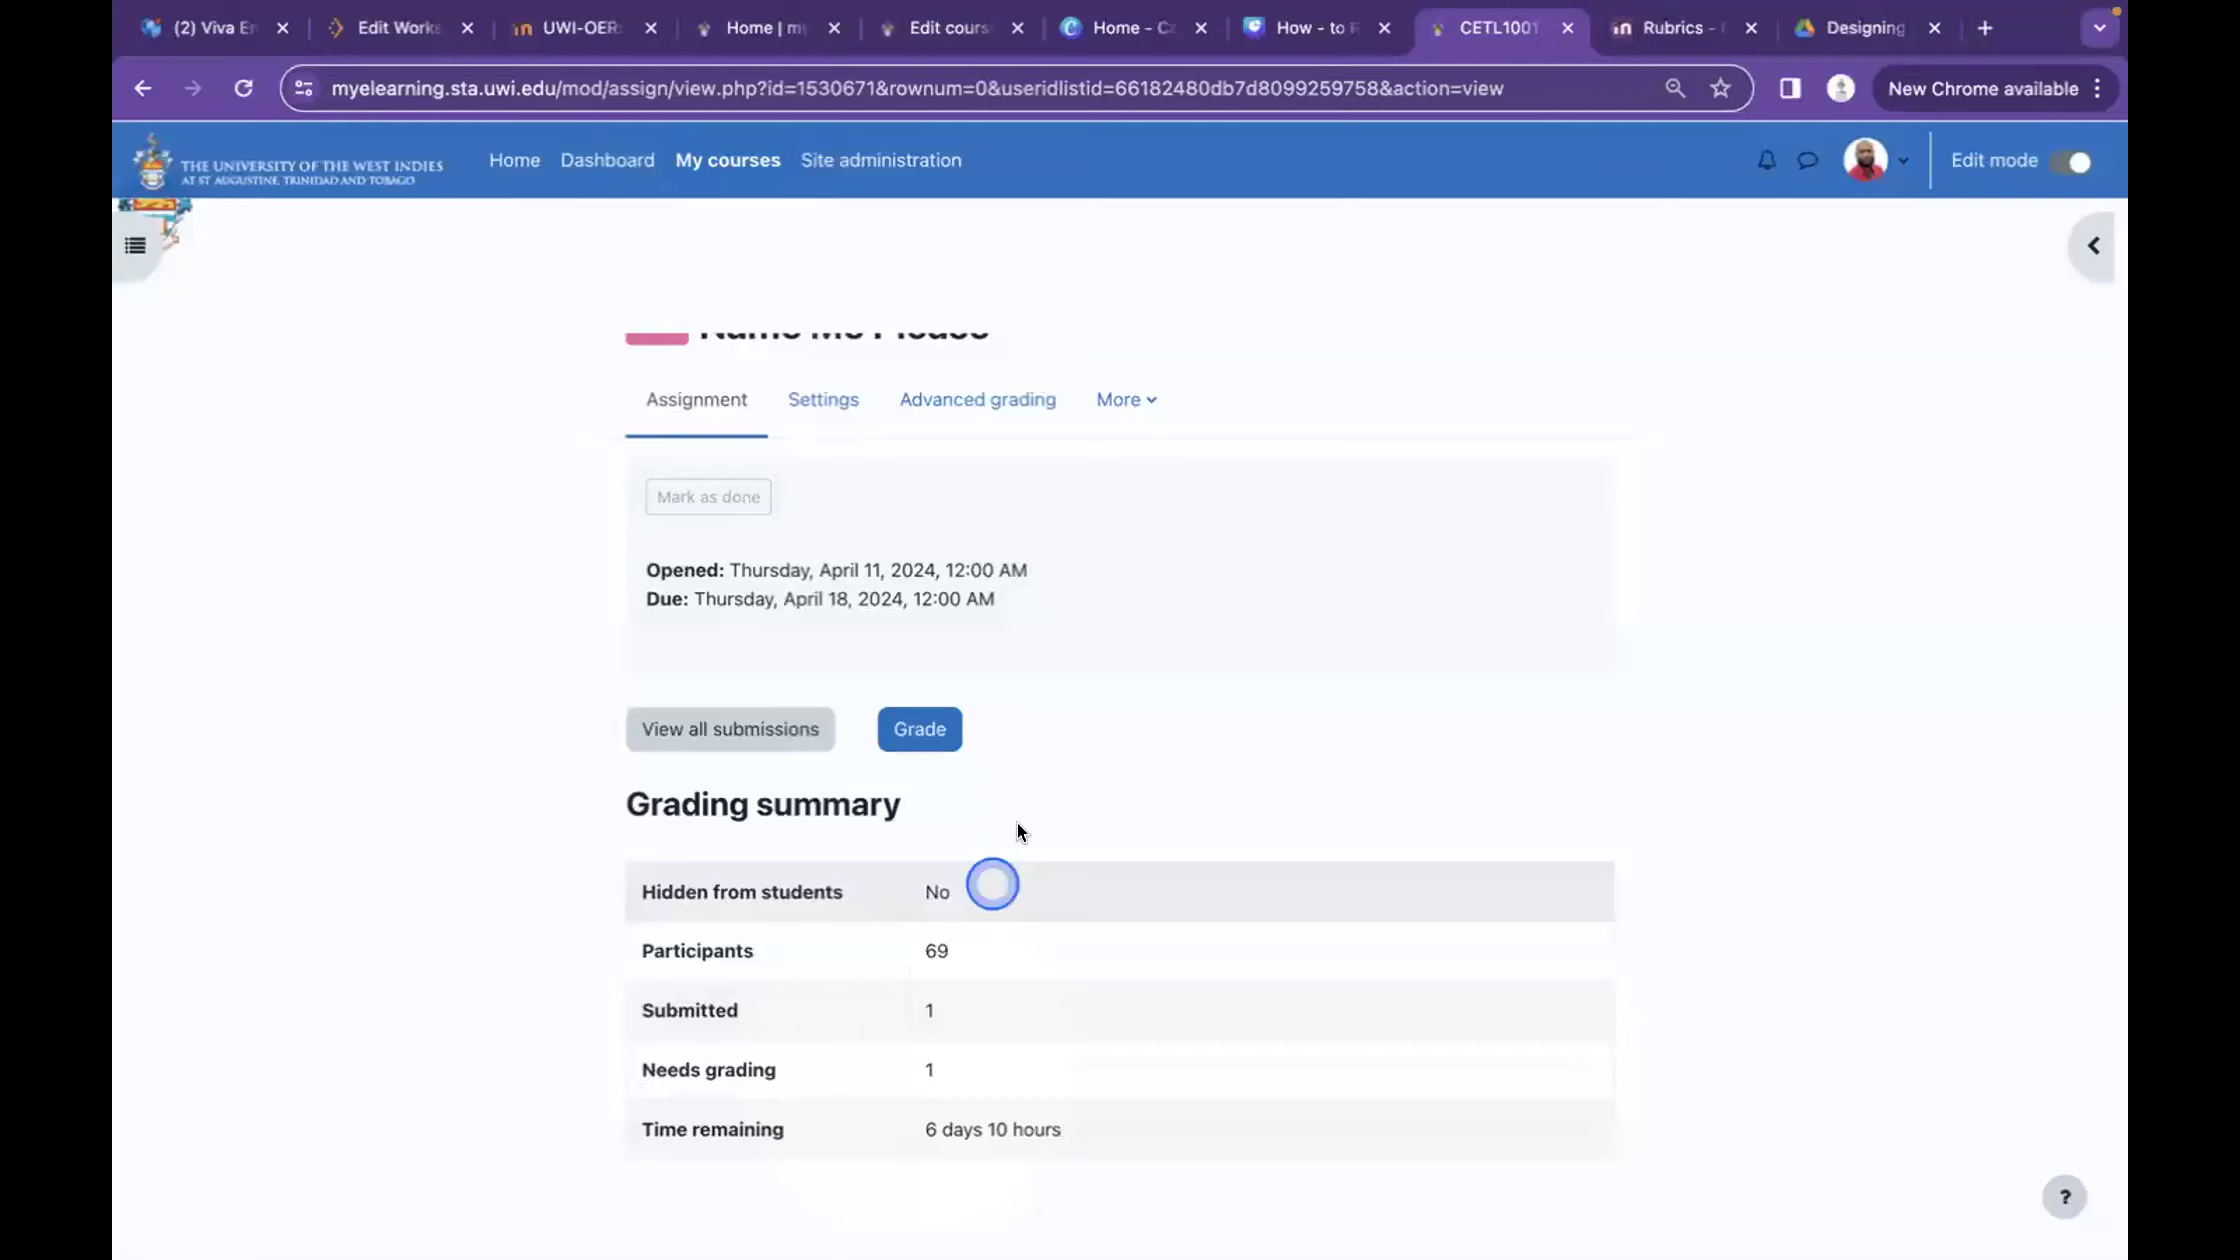 (2) Viva E
Edit Work
UWI-OER
Home | m
Edit cours
Home - C
How - to
CETL1001
Rubrics -
Designing
myelearning.sta.uwi.edu/mod/assign/view.php?id=1530671&rownum=0&useridlistid=66182480db7d8099259758&action=view
New Chrome available
THE UNIVERSITY OF THE WEST INDIES
AT ST AUGUSTINE, TRINIDAD AND TOBAGO
Home
Dashboard
My courses
Site administration
Edit mode
Name Me Please
Assignment
Settings
Advanced grading
More
Mark as done
Opened: Thursday, April 11, 2024, 12:00 AM
Due: Thursday, April 18, 2024, 12:00 AM
View all submissions
Grade
Grading summary
Hidden from students No
Participants 69
Submitted 1
Needs grading 1
Time remaining 6 days 10 hours
?